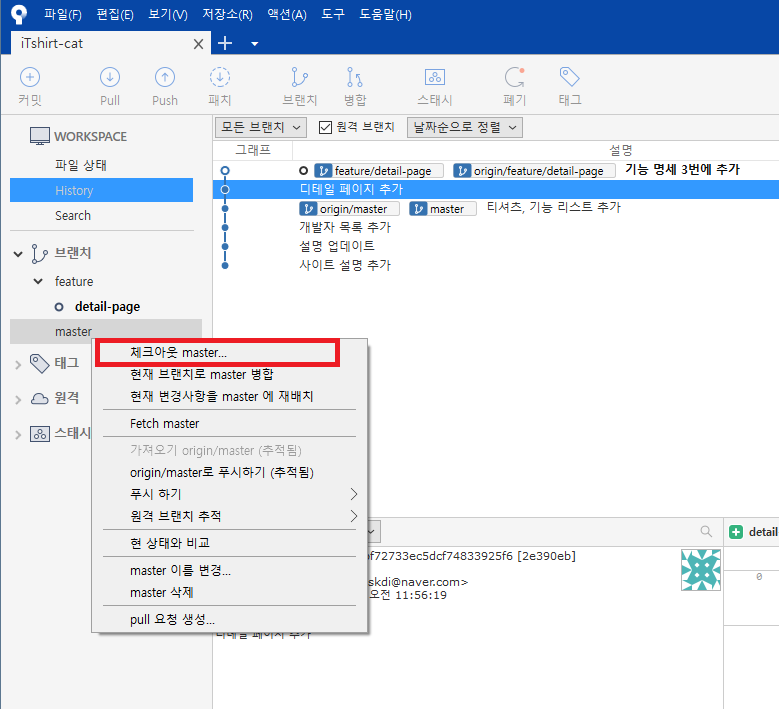 파일(F) 편집(E) 보기(V) 저장소(R) 액션(A) 도구 도움말(H)
iTshirt-cat
커밋 Pull Push 패치 브랜치 병합 스태시 폐기 태그
WORKSPACE
파일 상태
History
Search
브랜치
feature
detail-page
master
태그
원격
스태시
모든 브랜치 원격 브랜치 날짜순으로 정렬
그래프 설명
feature/detail-page origin/feature/detail-page 기능 명세 3번에 추가
디테일 페이지 추가
origin/master master 티셔츠, 기능 리스트 추가
개발자 목록 추가
설명 업데이트
사이트 설명 추가
체크아웃 master...
현재 브랜치로 master 병합
현재 변경사항을 master 에 재배치
Fetch master
가져오기 origin/master (추적됨)
origin/master로 푸시하기 (추적됨)
푸시 하기
원격 브랜치 추적
현 상태와 비교
master 이름 변경...
master 삭제
pull 요청 생성...
f72733ec5dcf74833925f6 [2e390eb]
skdi@naver.com>
오전 11:56:19
디테일 페이지 추가
detail
0